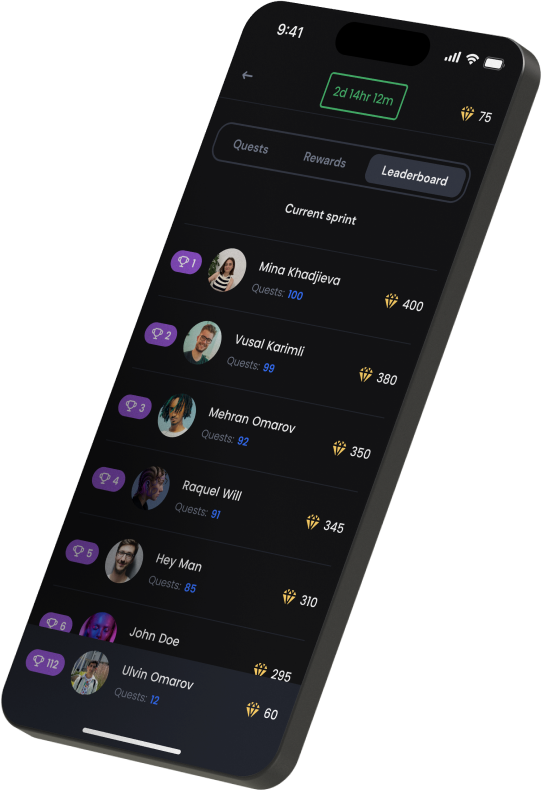 9:41
2d 14hr 12m
75
Quests
Rewards
Leaderboard
Current sprint
1
Mina Khadjieva
Quests: 100
400
2
Vusal Karimli
Quests: 99
380
3
Mehran Omarov
Quests: 92
350
4
Raquel Will
Quests: 91
345
5
Hey Man
Quests: 85
310
6
John Doe
295
112
Ulvin Omarov
Quests: 12
60